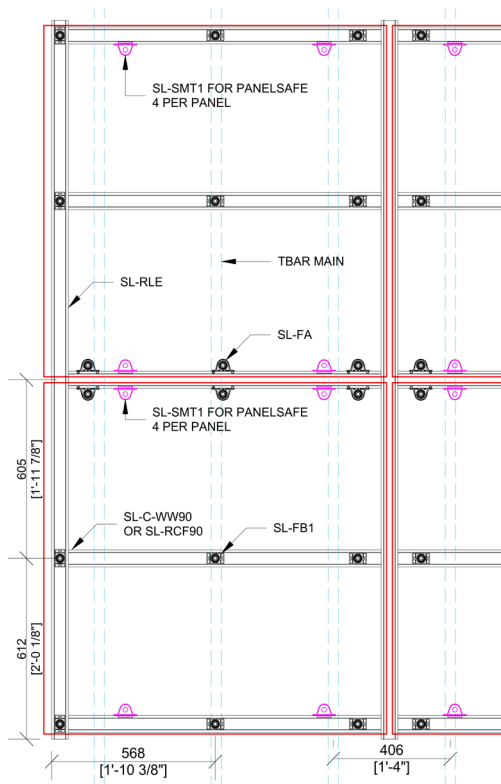 SL-SMT1 FOR PANELSAFE
4 PER PANEL
TBAR MAIN
SL-RLE
SL-FA
SL-SMT1 FOR PANELSAFE
4 PER PANEL
605
[1'-11 7/8"]
SL-C-WW90
OR SL-RCF90
SL-FB1
612
[2'-0 1/8"]
568
[1'-10 3/8"]
406
[1'-4"]